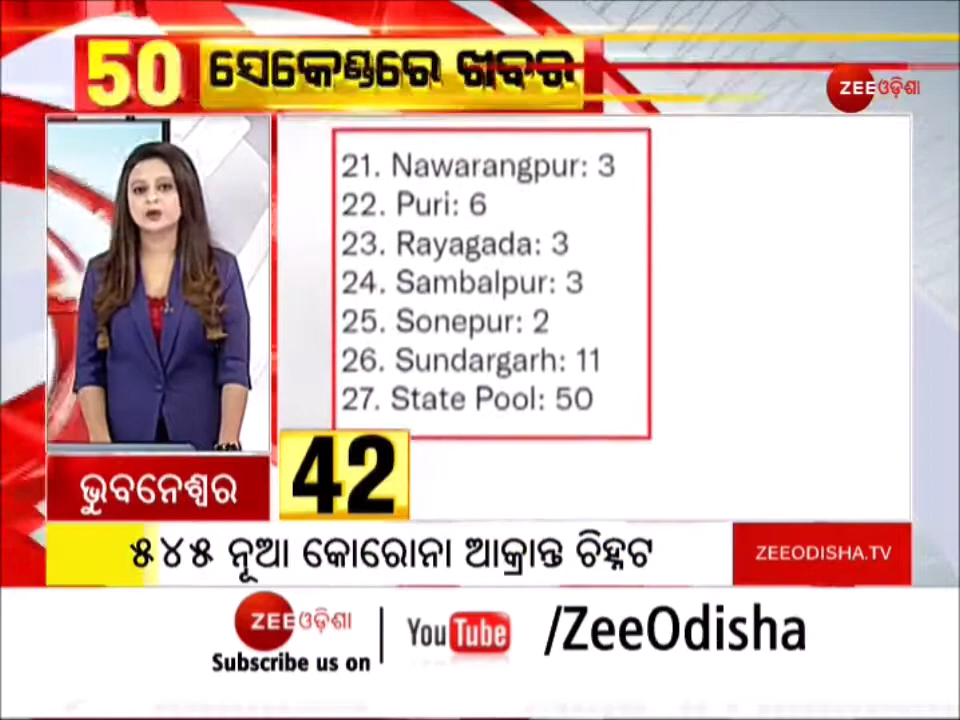 50 ସେକେଣ୍ଡରେ ଖବର
ZEE ଓଡ଼ିଶା
21. Nawarangpur: 3
22. Puri: 6
23. Rayagada: 3
24. Sambalpur: 3
25. Sonepur: 2
26. Sundargarh: 11
27. State Pool: 50
42
ଭୁବନେଶ୍ୱର
୫୪୫ ନୂଆ କୋରୋନା ଆକ୍ରାନ୍ତ ଚିହ୍ନଟ
ZEEODISHA.TV
ZEE ଓଡ଼ିଶା
Subscribe us on
YouTube
/ZeeOdisha